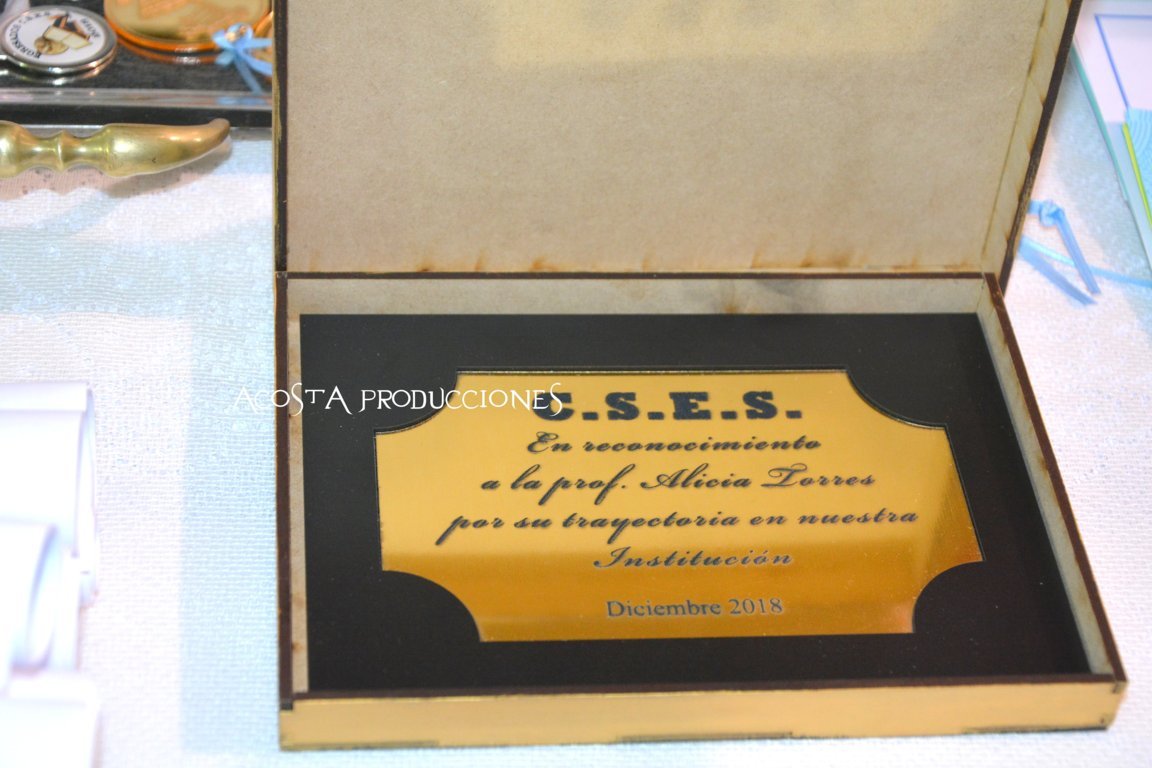 ACOSTA PRODUCCIONES
C.S.E.S.
En reconocimiento
a la prof. Alicia Torres
por su trayectoria en nuestra
Institución
Diciembre 2018